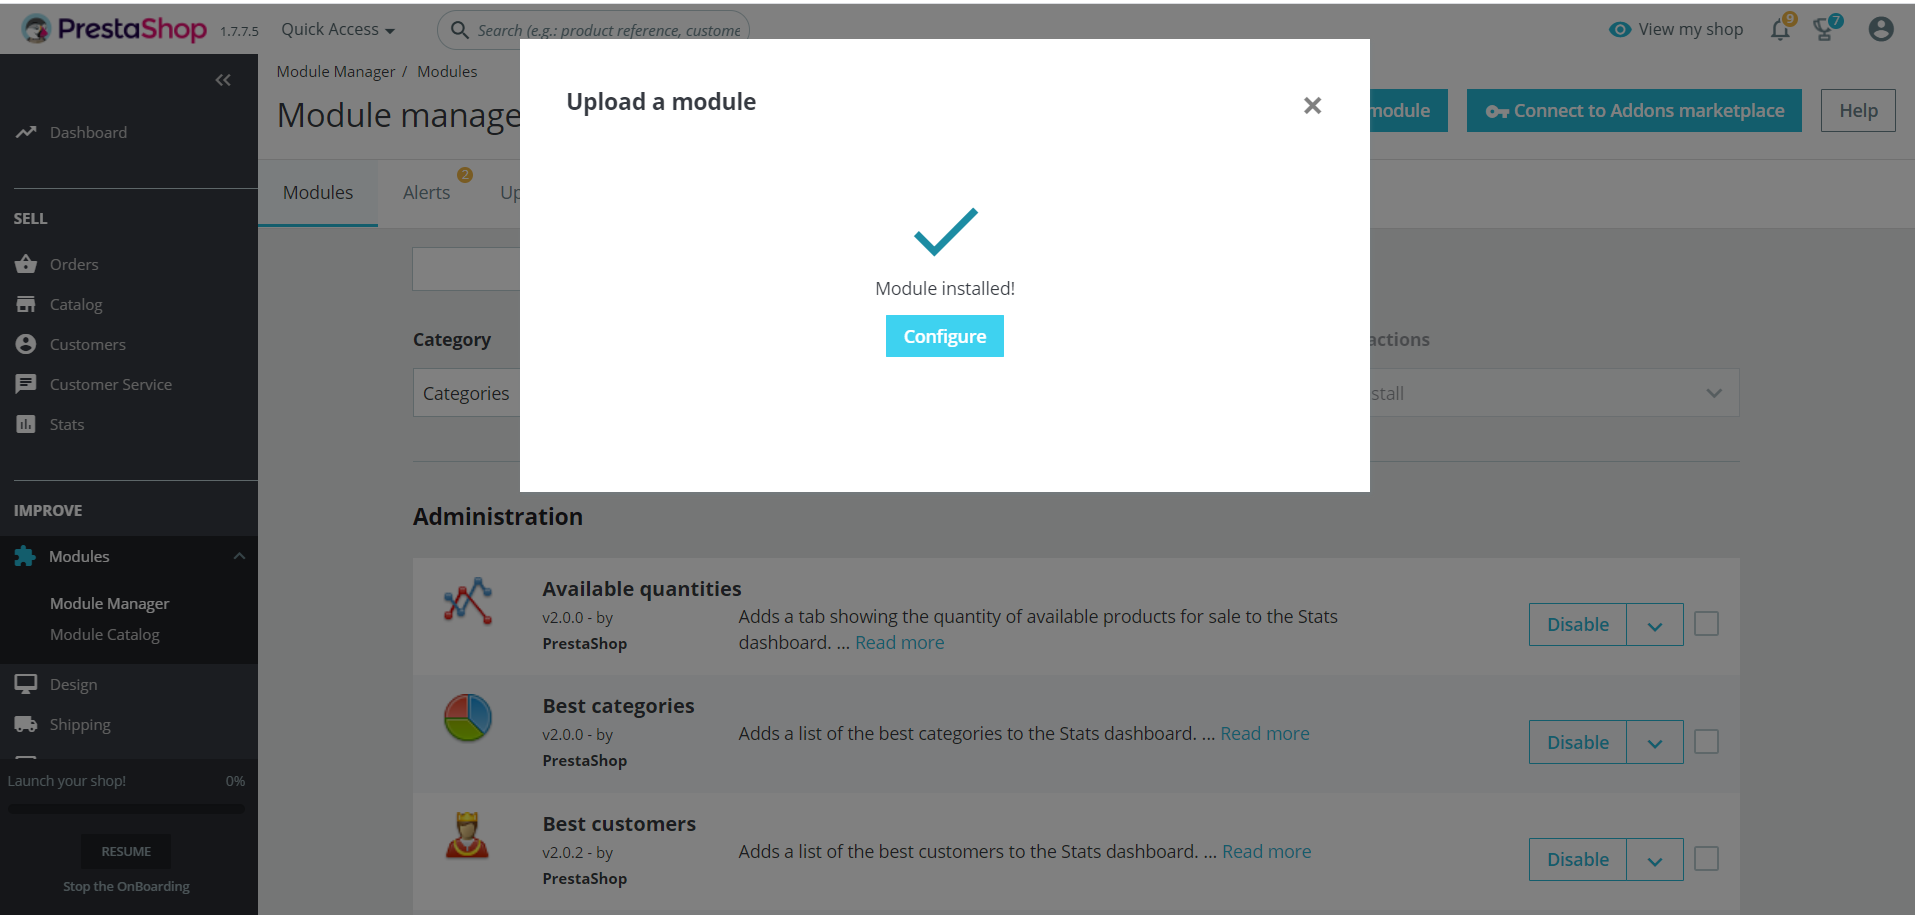 PrestaShop 1.7.7.5 Quick Access Search (e.g.: product reference, custome View my shop 9 7
Module Manager / Modules
Module manage
module Connect to Addons marketplace Help
Modules Alerts 2 Up
Dashboard
SELL
Orders
Catalog
Customers
Customer Service
Stats
IMPROVE
Modules
Module Manager
Module Catalog
Design
Shipping
Launch your shop! 0%
RESUME
Stop the OnBoarding
Upload a module
Module installed!
Configure
Category
Categories
actions
stall
Administration
Available quantities
v2.0.0 - by
PrestaShop
Adds a tab showing the quantity of available products for sale to the Stats
dashboard. ... Read more
Disable
Best categories
v2.0.0 - by
PrestaShop
Adds a list of the best categories to the Stats dashboard. ... Read more
Disable
Best customers
v2.0.2 - by
PrestaShop
Adds a list of the best customers to the Stats dashboard. ... Read more
Disable